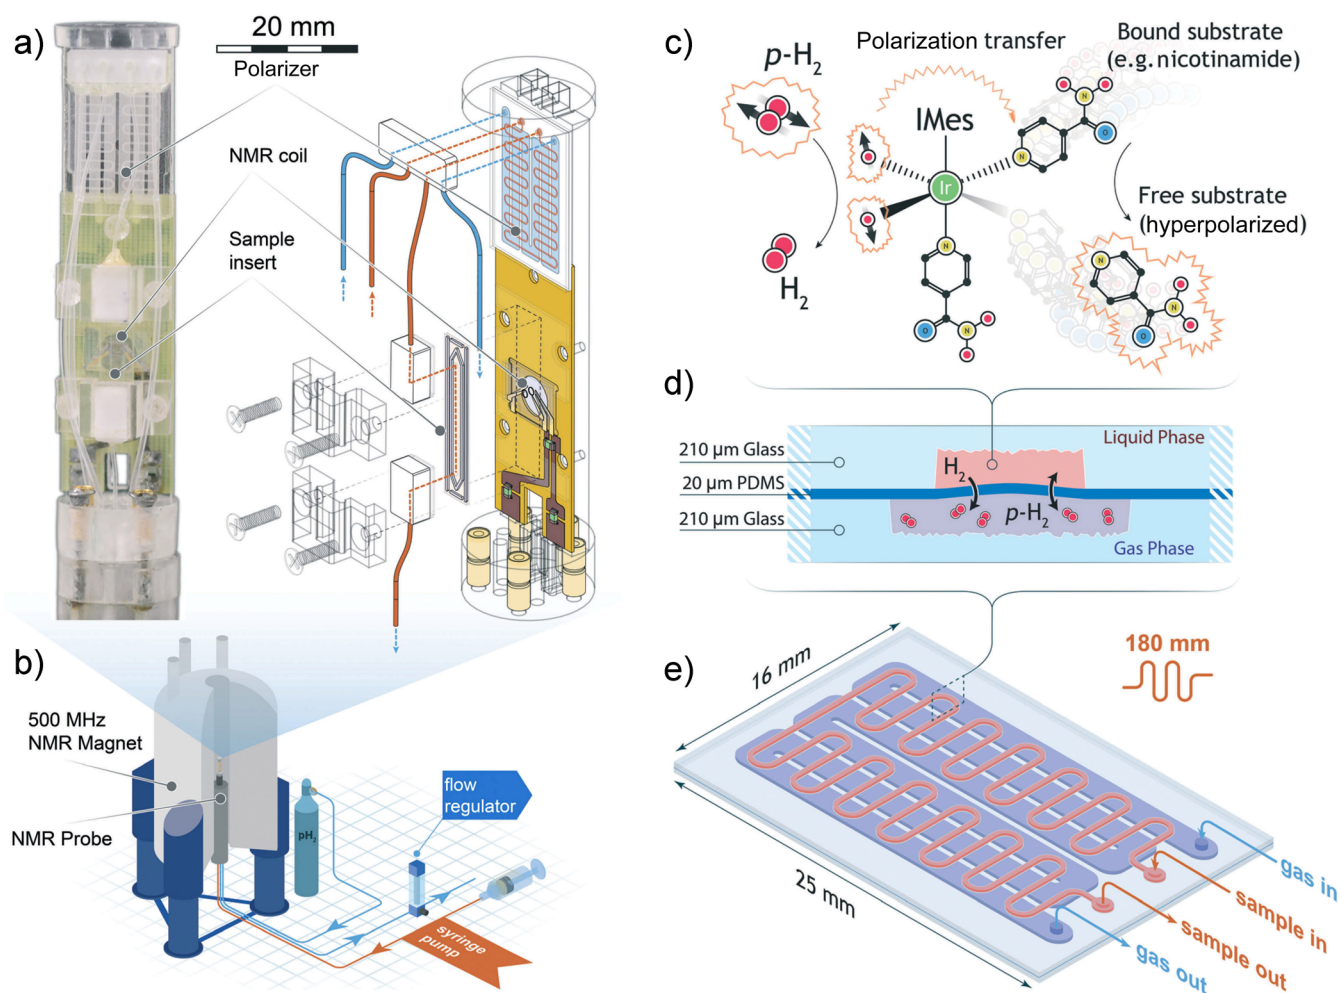 a)
20 mm
Polarizer
NMR coil
Sample
insert
b)
500 MHz
NMR Magnet
NMR Probe
pH2
flow
regulator
syringe
pump
c)
p-H2
Polarization transfer
Bound substrate
(e.g. nicotinamide)
IMes
Ir
N
N
O
Free substrate
(hyperpolarized)
H2
N
N
O
N
N
O
d)
210 µm Glass
20 µm PDMS
210 µm Glass
Liquid Phase
H2
p-H2
Gas Phase
e)
16 mm
180 mm
25 mm
gas in
sample in
sample out
gas out